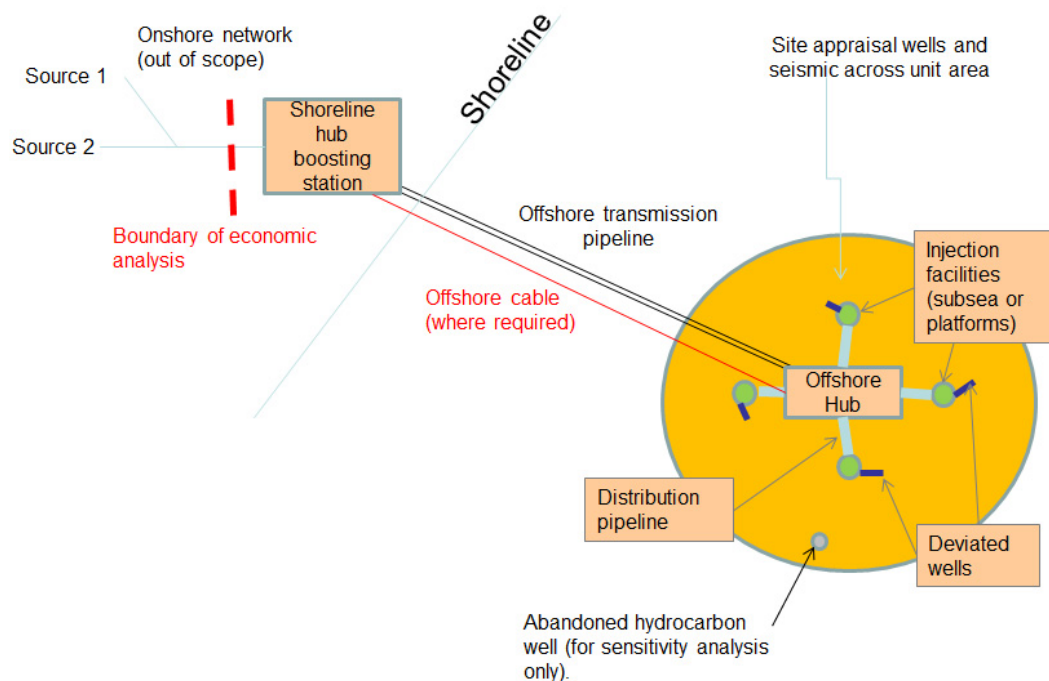 Onshore network
(out of scope)
Source 1
Source 2
Shoreline
hub
boosting
station
Boundary of economic
analysis
Shoreline
Offshore transmission
pipeline
Offshore cable
(where required)
Site appraisal wells and
seismic across unit area
Injection
facilities
(subsea or
platforms)
Offshore
Hub
Distribution
pipeline
Deviated
wells
Abandoned hydrocarbon
well (for sensitivity analysis
only).